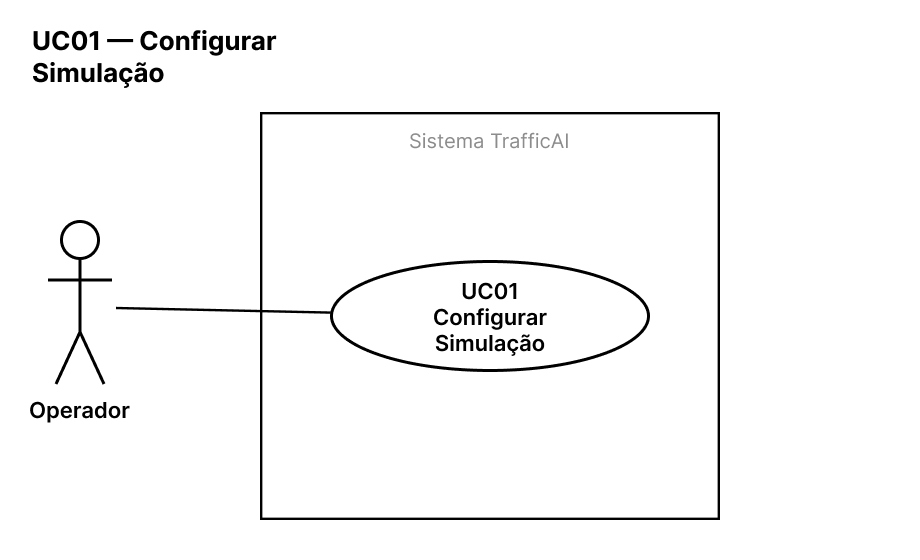 UC01 — Configurar
Simulação
Sistema TrafficAI
UC01
Configurar
Simulação
Operador